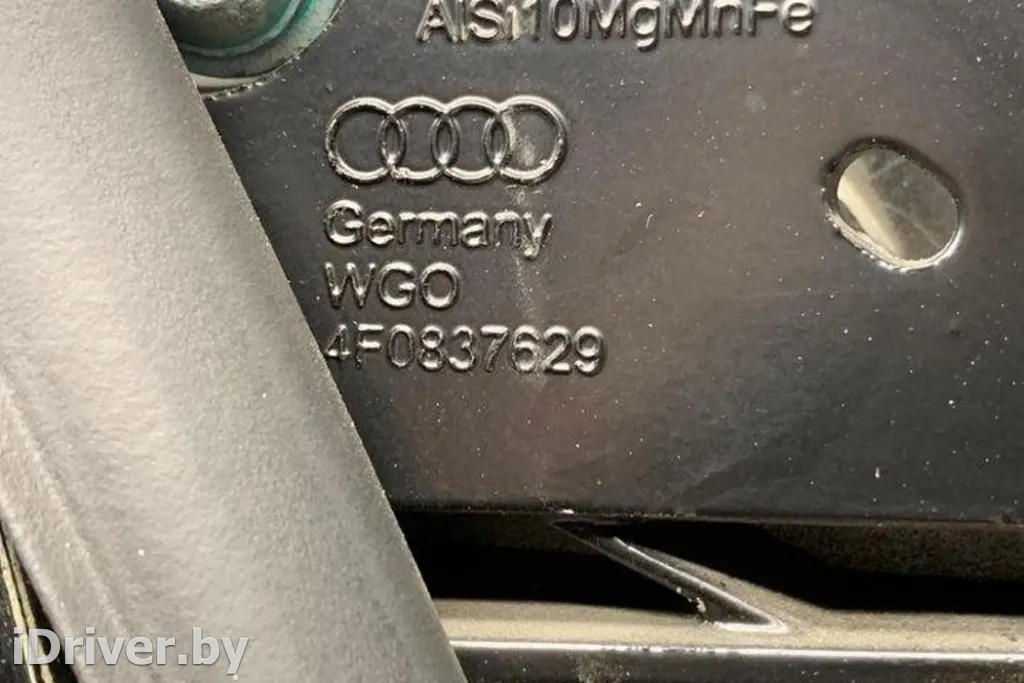 AlSi10MgMnFe
Germany
WGO
4F0837629
iDriver.by